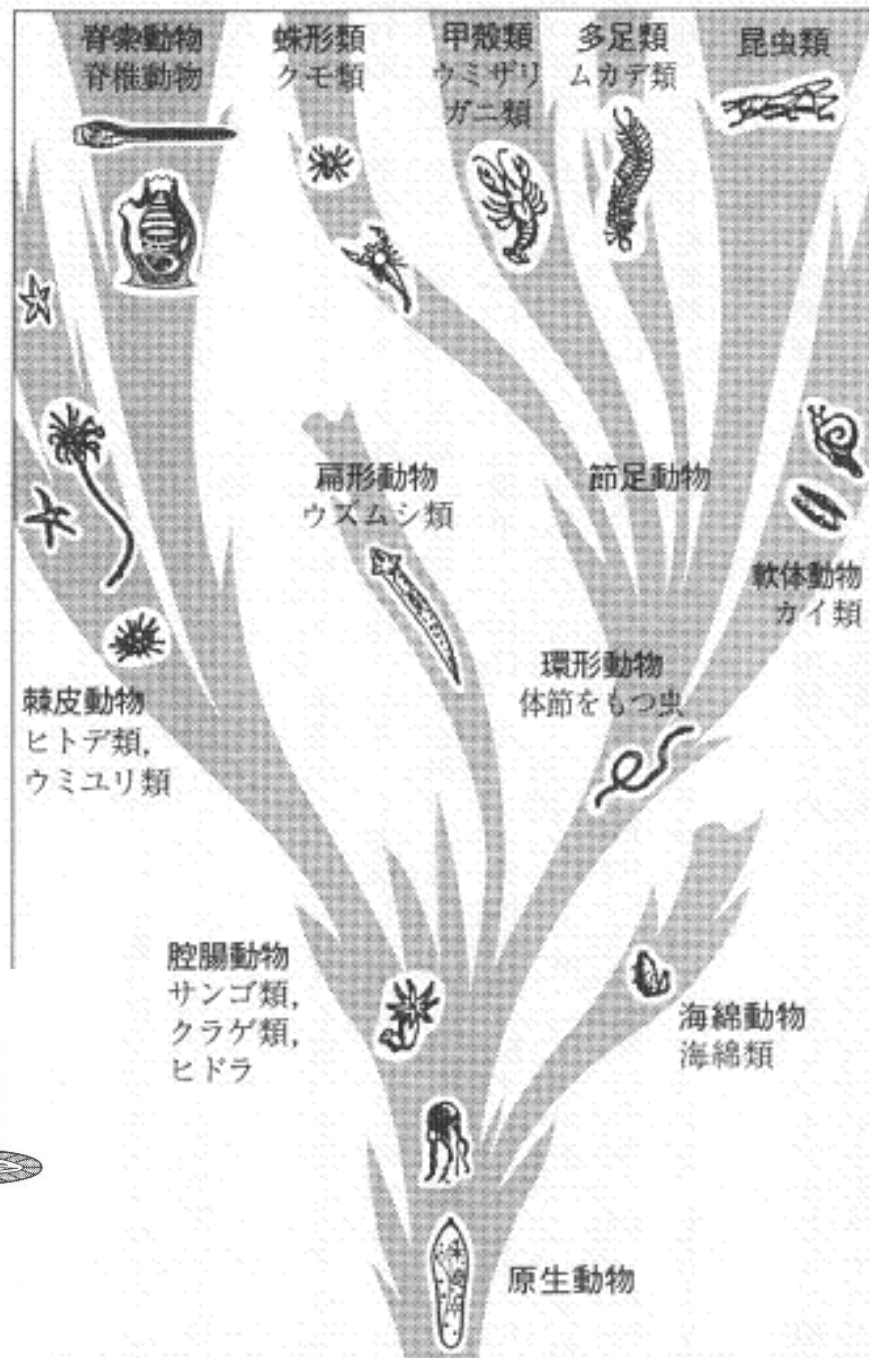 脊索動物
脊椎動物
蛛形類
クモ類
甲殻類
ウミザリ
ガニ類
多足類
ムカデ類
昆虫類
扁形動物
ウズムシ類
節足動物
軟体動物
カイ類
環形動物
体節をもつ虫
棘皮動物
ヒトデ類,
ウミユリ類
腔腸動物
サンゴ類,
クラゲ類,
ヒドラ
海綿動物
海綿類
原生動物